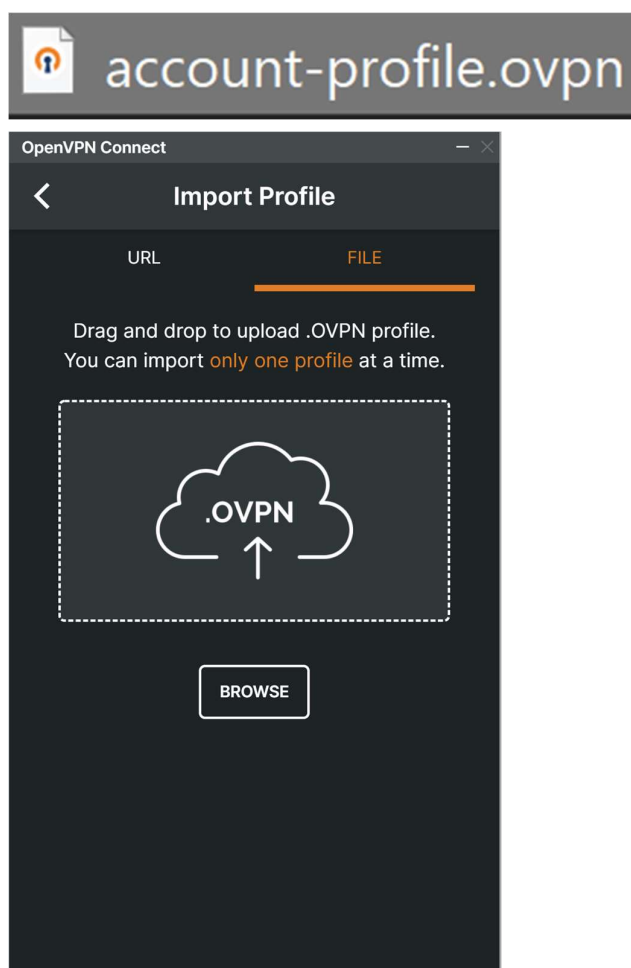 account-profile.ovpn
OpenVPN Connect
Import Profile
URL FILE
Drag and drop to upload .OVPN profile.
You can import only one profile at a time.
.OVPN
BROWSE